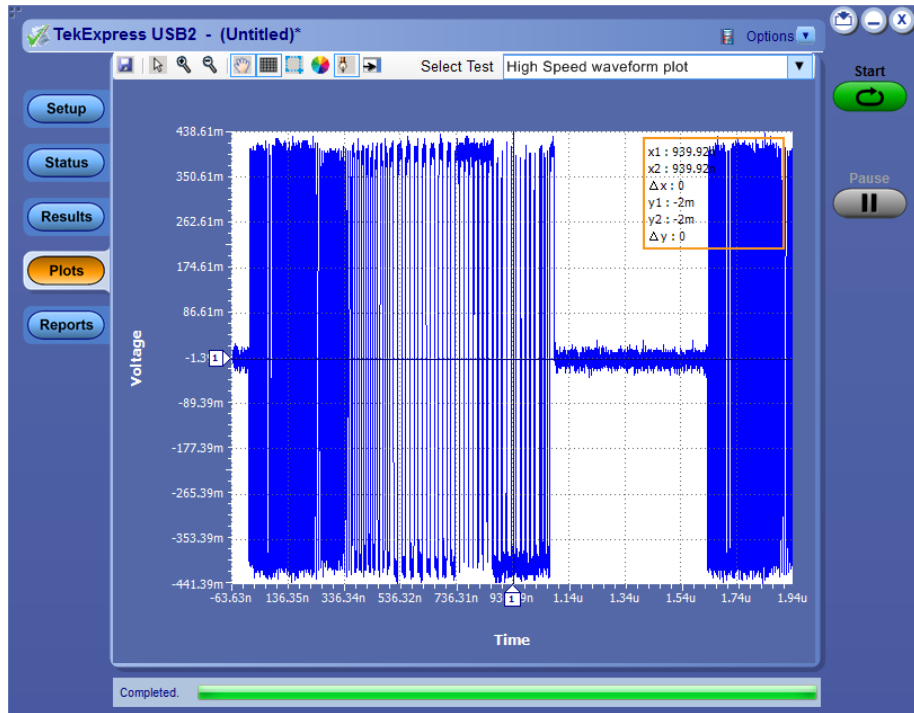 TekExpress USB2 - (Untitled)*
Options
Select Test High Speed waveform plot
Start
Pause
Setup
Status
Results
Plots
Reports
438.61m
350.61m
262.61m
174.61m
86.61m
-89.39m
-177.39m
-265.39m
-353.39m
-441.39m
Voltage
1
x1 : 939.92n
x2 : 939.92n
Δx : 0
y1 : -2m
y2 : -2m
Δy : 0
-63.63n 136.35n 336.34n 536.32n 736.31n 1 1.14u 1.34u 1.54u 1.74u 1.94u
Time
Completed.